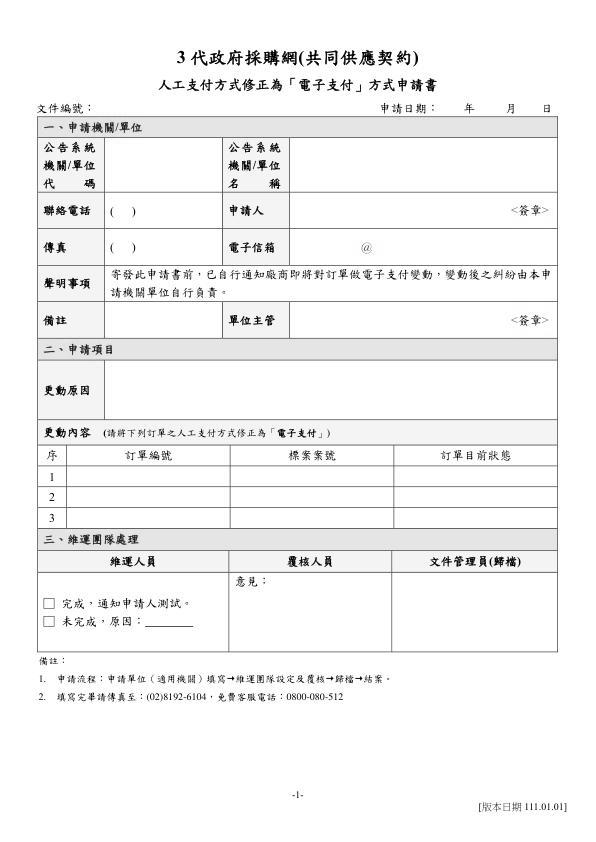 3 代政府採購網(共同供應契約)
人工支付方式修正為「電子支付」方式申請書
文件編號： 申請日期： 年 月 日
一、申請機關/單位
公告系統
機關/單位
代 碼
公告系統
機關/單位
名 稱
聯絡電話 ( ) 申請人 <簽章>
傳真 ( ) 電子信箱 @
聲明事項
寄發此申請書前，已自行通知廠商即將對訂單做電子支付變動，變動後之糾紛由本申
請機關單位自行負責。
備註 單位主管 <簽章>
二、申請項目
更動原因
更動內容 (請將下列訂單之人工支付方式修正為「電子支付」)
序 訂單編號 標案案號 訂單目前狀態
1
2
3
三、維運團隊處理
維運人員 覆核人員 文件管理員(歸檔)
意見：
□ 完成，通知申請人測試。
□ 未完成，原因：________
備註：
1. 申請流程：申請單位（適用機關）填寫→維運團隊設定及覆核→歸檔→結案。
2. 填寫完畢請傳真至：(02)8192-6104，免費客服電話：0800-080-512
-1-
[版本日期 111.01.01]